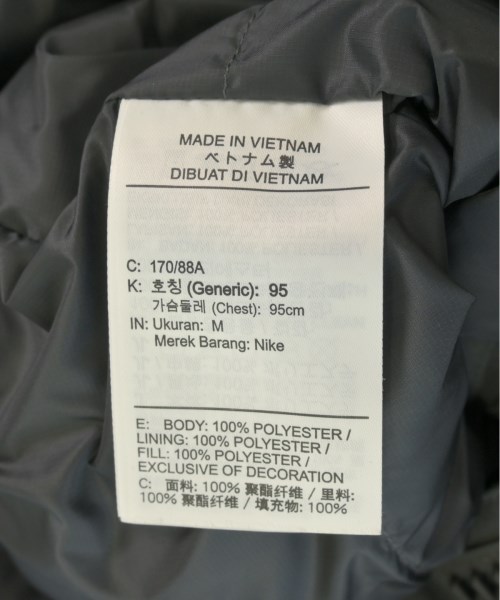 MADE IN VIETNAM
ベトナム製
DIBUAT DI VIETNAM
C: 170/88A
K: 호칭 (Generic): 95
가슴둘레 (Chest): 95cm
IN: Ukuran: M
Merek Barang: Nike
E: BODY: 100% POLYESTER /
LINING: 100% POLYESTER /
FILL: 100% POLYESTER /
EXCLUSIVE OF DECORATION
C: 面料: 100% 聚酯纤维 / 里料:
100% 聚酯纤维 / 填充物: 100%